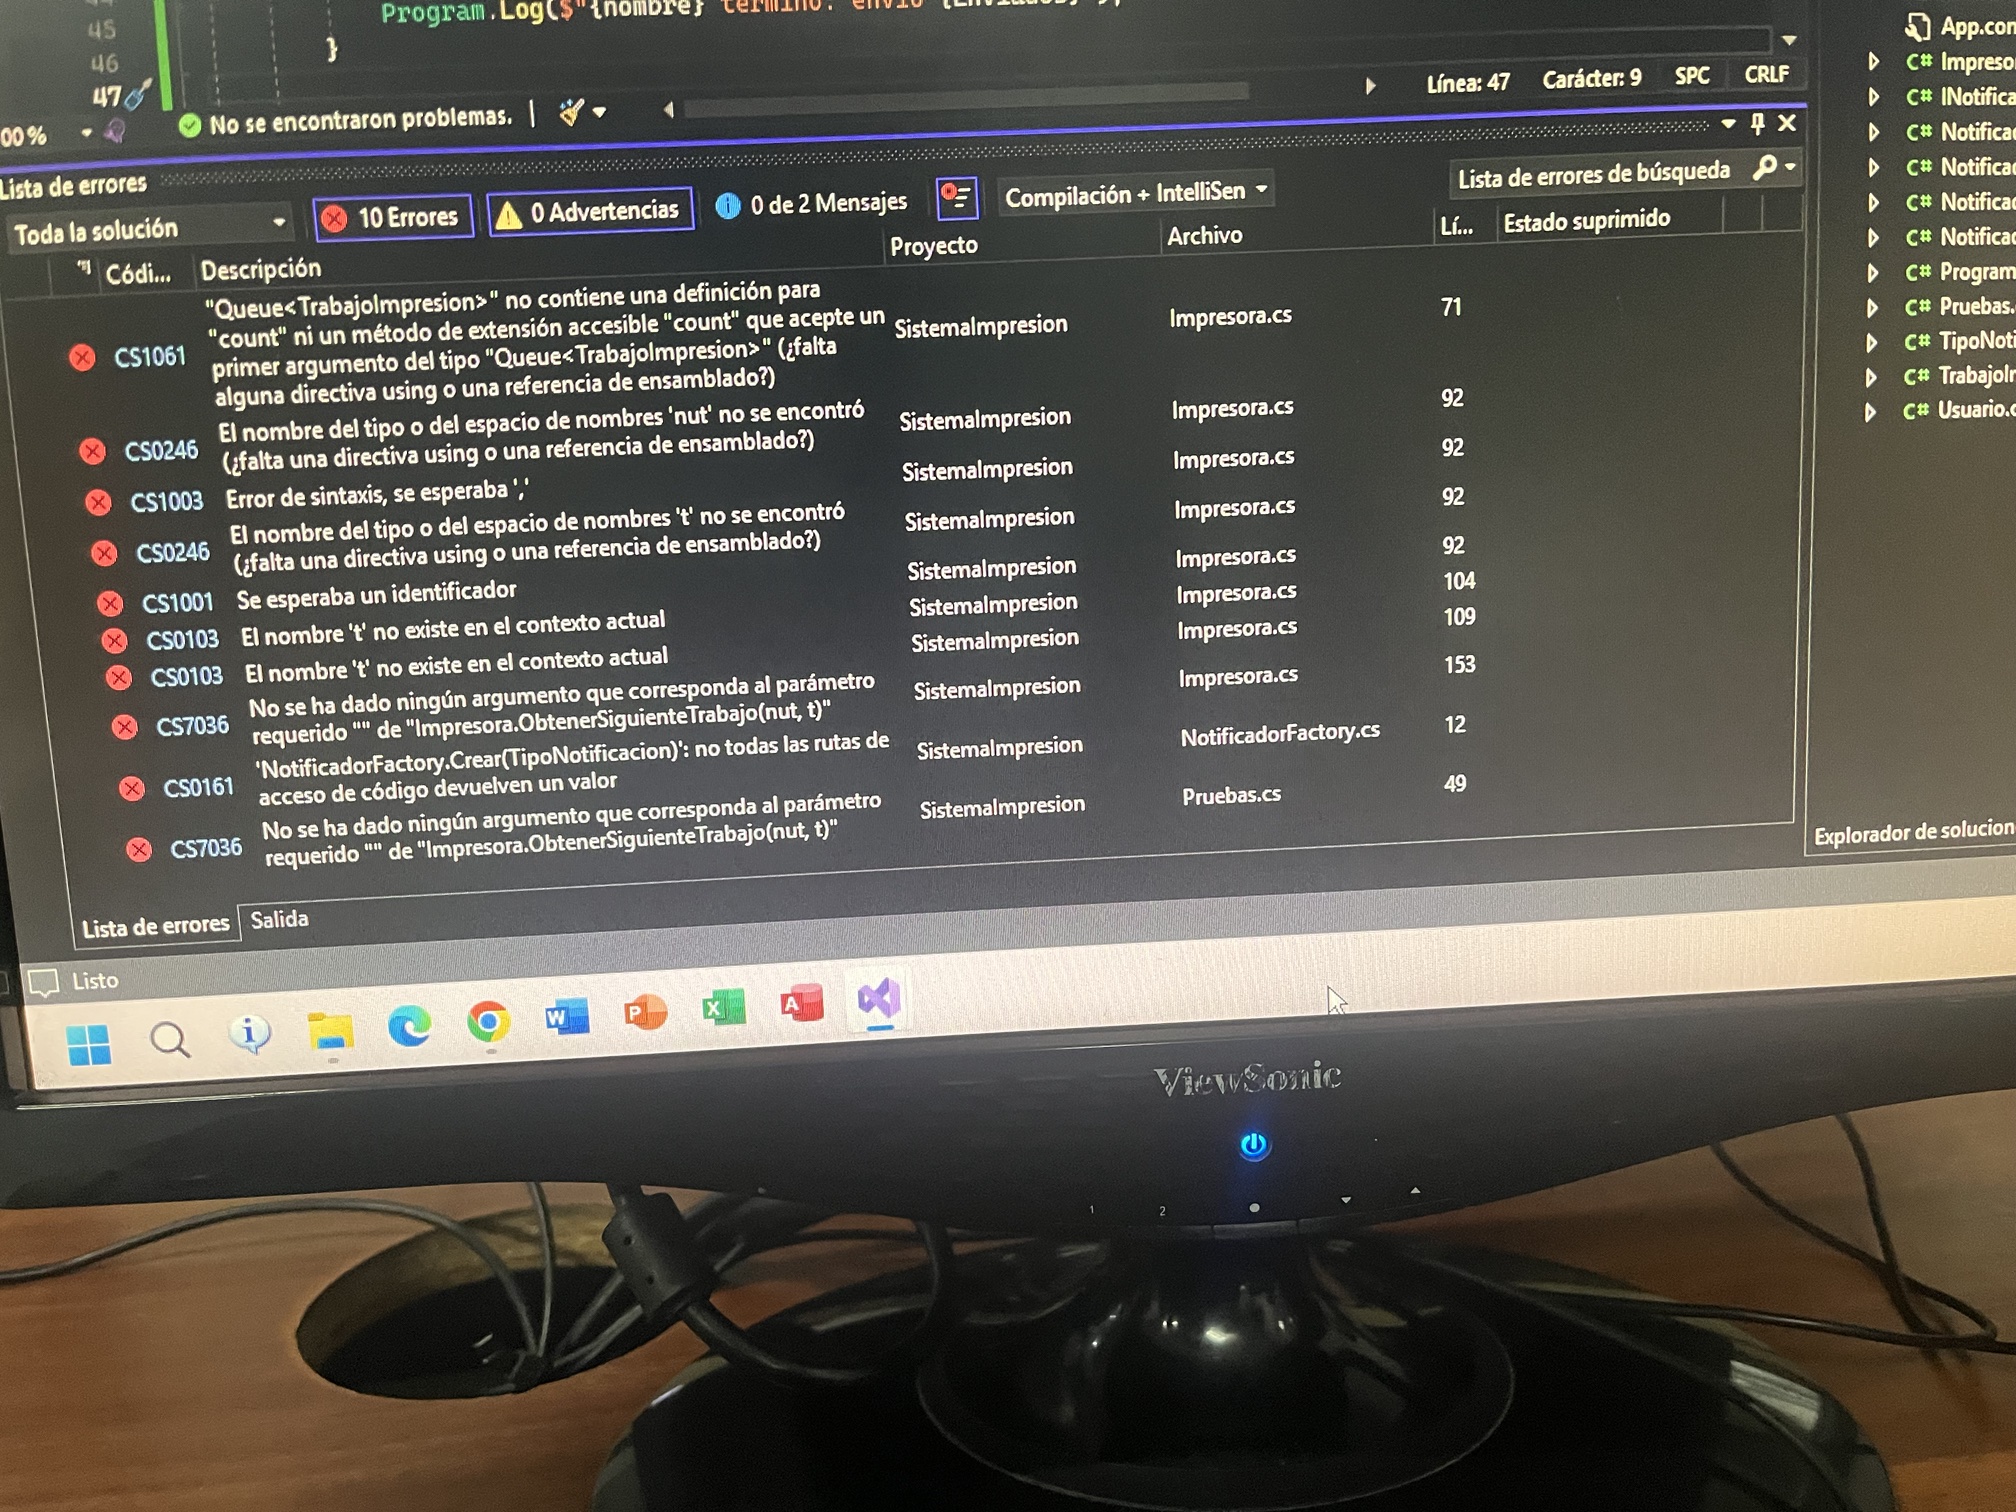 45
Program.Log($"{nombre} termino: envio
46
}
47
Línea: 47 Carácter: 9 SPC CRLF
00 %
No se encontraron problemas.
Lista de errores
Toda la solución
10 Errores
0 Advertencias
0 de 2 Mensajes
Compilación + IntelliSen
Lista de errores de búsqueda
Códi... Descripción Proyecto Archivo Lí... Estado suprimido
CS1061 "Queue<TrabajoImpresion>" no contiene una definición para SistemaImpresion Impresora.cs 71
"count" ni un método de extensión accesible "count" que acepte un
primer argumento del tipo "Queue<TrabajoImpresion>" (¿falta
alguna directiva using o una referencia de ensamblado?)
CS0246 El nombre del tipo o del espacio de nombres 'nut' no se encontró SistemaImpresion Impresora.cs 92
(¿falta una directiva using o una referencia de ensamblado?)
CS1003 Error de sintaxis, se esperaba ',' SistemaImpresion Impresora.cs 92
CS0246 El nombre del tipo o del espacio de nombres 't' no se encontró SistemaImpresion Impresora.cs 92
(¿falta una directiva using o una referencia de ensamblado?)
CS1001 Se esperaba un identificador SistemaImpresion Impresora.cs 92
CS0103 El nombre 't' no existe en el contexto actual SistemaImpresion Impresora.cs 104
CS0103 El nombre 't' no existe en el contexto actual SistemaImpresion Impresora.cs 109
CS7036 No se ha dado ningún argumento que corresponda al parámetro SistemaImpresion Impresora.cs 153
requerido "" de "Impresora.ObtenerSiguienteTrabajo(nut, t)"
CS0161 'NotificadorFactory.Crear(TipoNotificacion)': no todas las rutas de SistemaImpresion NotificadorFactory.cs 12
acceso de código devuelven un valor
CS7036 No se ha dado ningún argumento que corresponda al parámetro SistemaImpresion Pruebas.cs 49
requerido "" de "Impresora.ObtenerSiguienteTrabajo(nut, t)"
Lista de errores
Salida
Listo
App.con
C# Impreso
C# INotifica
C# Notificad
C# Notificad
C# Notificad
C# Notificad
C# Program
C# Pruebas.
C# TipoNoti
C# TrabajoIr
C# Usuario.c
Explorador de solucion
W
P
X
A
ViewSonic
1
2